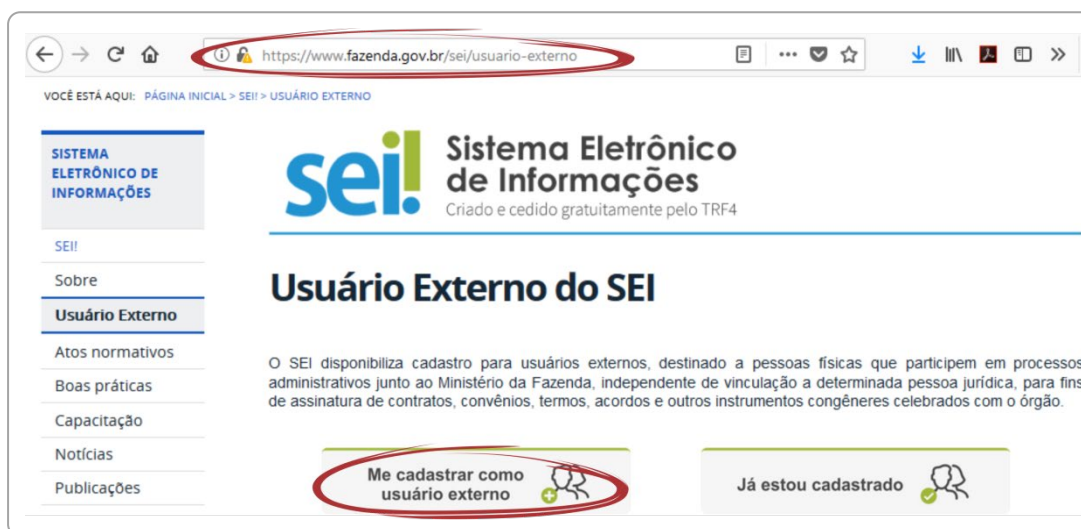 https://www.fazenda.gov.br/sei/usuario-externo
VOCÊ ESTÁ AQUI: PÁGINA INICIAL > SEI! > USUÁRIO EXTERNO
SISTEMA
ELETRÔNICO DE
INFORMAÇÕES
SEI!
Sobre
Usuário Externo
Atos normativos
Boas práticas
Capacitação
Notícias
Publicações
sei!
Sistema Eletrônico
de Informações
Criado e cedido gratuitamente pelo TRF4
Usuário Externo do SEI
O SEI disponibiliza cadastro para usuários externos, destinado a pessoas físicas que participem em processos
administrativos junto ao Ministério da Fazenda, independente de vinculação a determinada pessoa jurídica, para fins
de assinatura de contratos, convênios, termos, acordos e outros instrumentos congêneres celebrados com o órgão.
Me cadastrar como
usuário externo
Já estou cadastrado